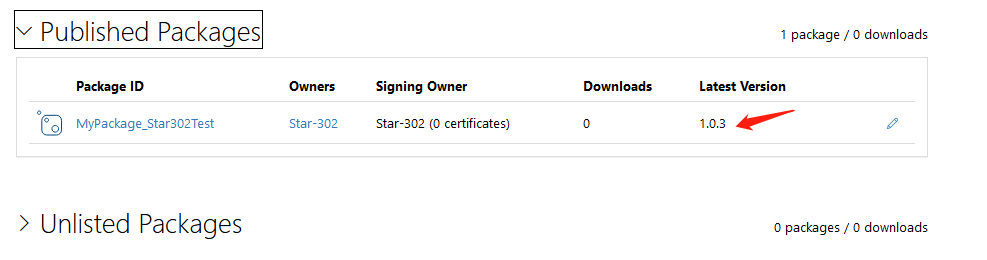 Published Packages
1 package / 0 downloads
Package ID Owners Signing Owner Downloads Latest Version
MyPackage_Star302Test Star-302 Star-302 (0 certificates) 0 1.0.3
Unlisted Packages
0 packages / 0 downloads